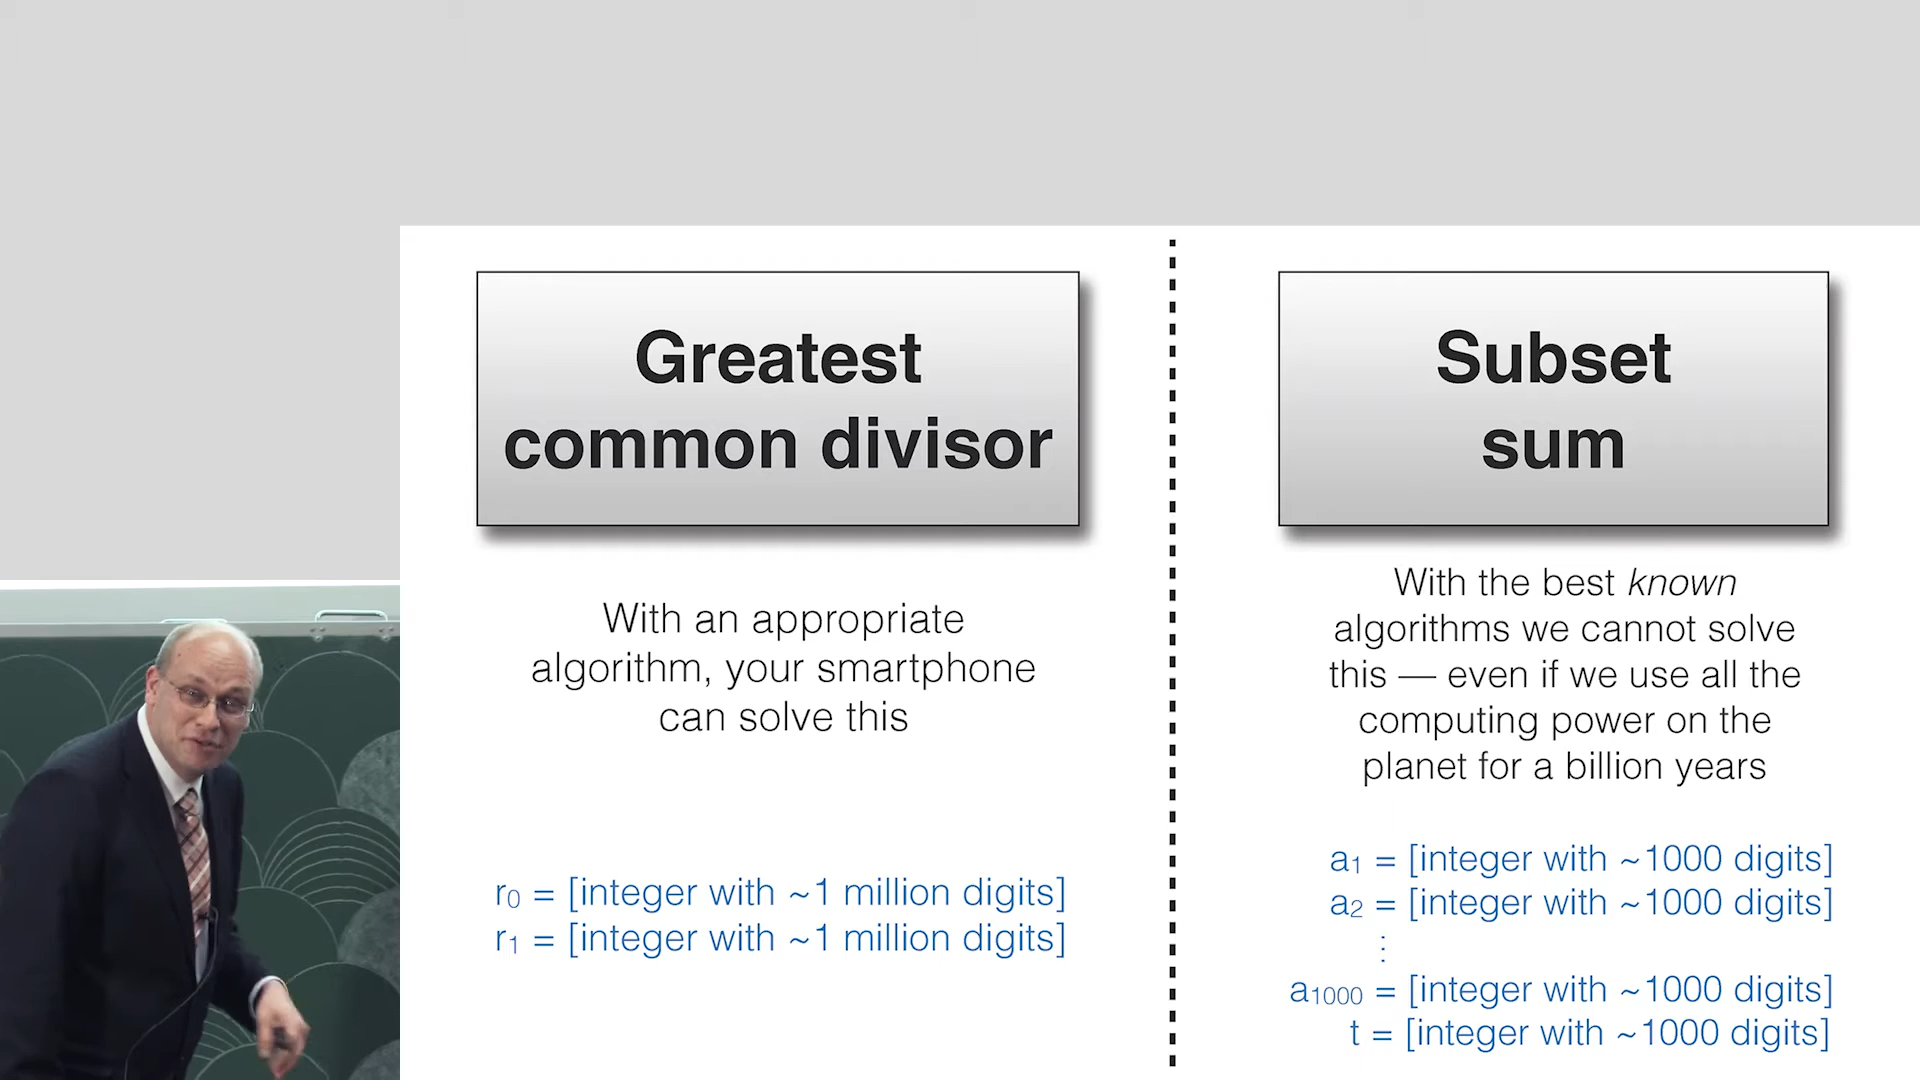 Greatest
common divisor
With an appropriate
algorithm, your smartphone
can solve this
r₀ = [integer with ~1 million digits]
r₁ = [integer with ~1 million digits]
Subset
sum
With the best known
algorithms we cannot solve
this — even if we use all the
computing power on the
planet for a billion years
a₁ = [integer with ~1000 digits]
a₂ = [integer with ~1000 digits]
⋮
a₁₀₀₀ = [integer with ~1000 digits]
t = [integer with ~1000 digits]